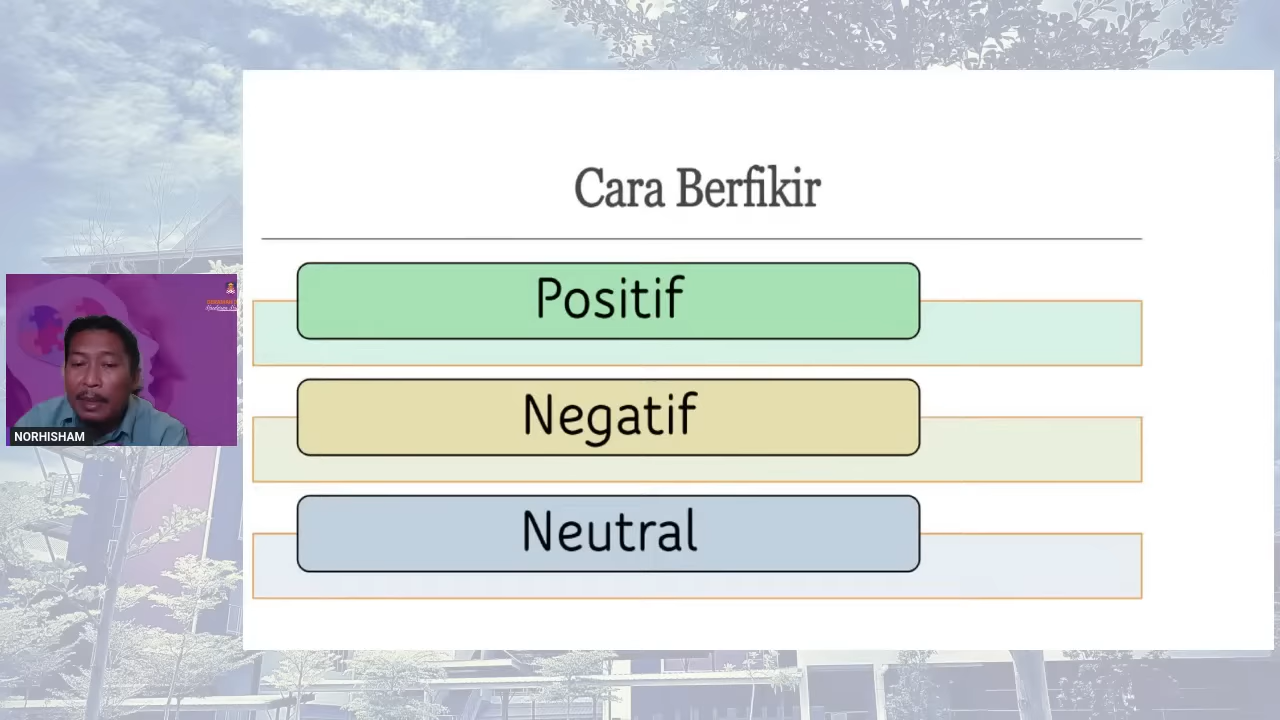 Cara Berfikir
Positif
Negatif
Neutral
NORHISHAM